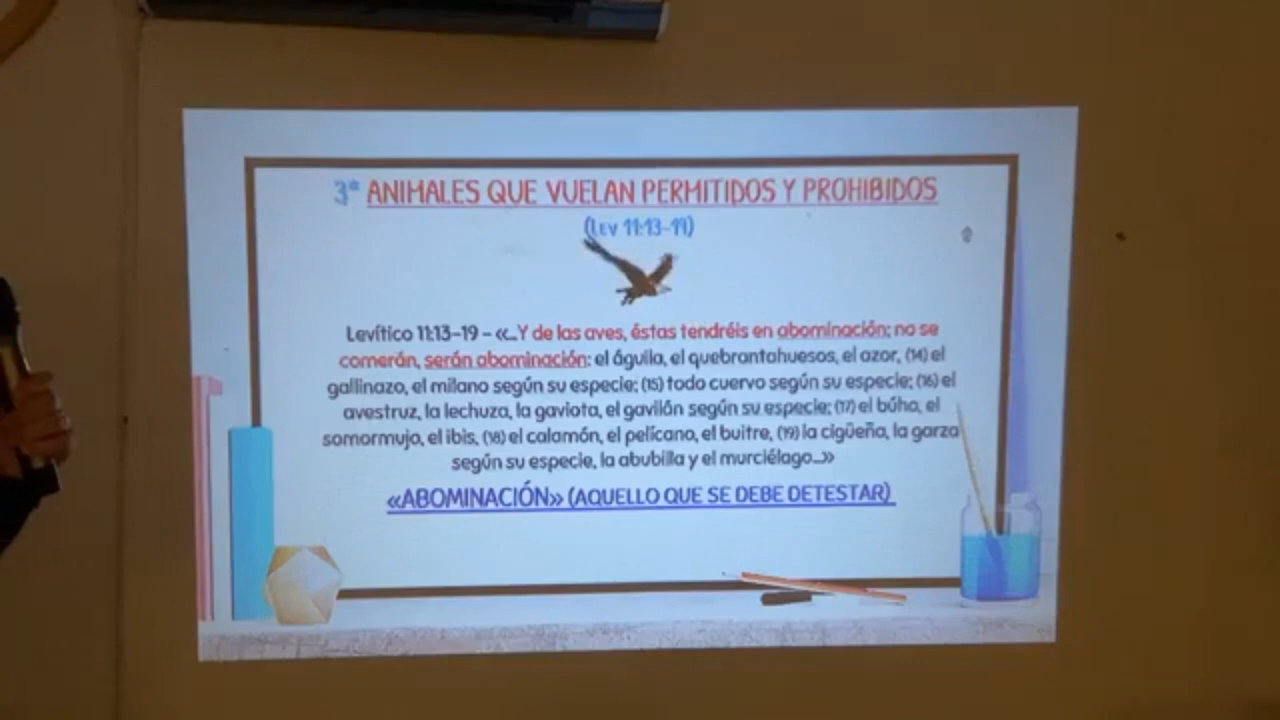 3* ANIMALES QUE VUELAN PERMITIDOS Y PROHIBIDOS
(LEV 11:13-19)
Levítico 11:13-19 - «...Y de las aves, éstas tendréis en abominación; no se
comerán, serán abominación: el águila, el quebrantahuesos, el azor, (14) el
gallinazo, el milano según su especie; (15) todo cuervo según su especie; (16) el
avestruz, la lechuza, la gaviota, el gavilán según su especie; (17) el búho, el
somormujo, el ibis, (18) el calamón, el pelícano, el buitre, (19) la cigüeña, la garza
según su especie, la abubilla y el murciélago...»
«ABOMINACIÓN» (AQUELLO QUE SE DEBE DETESTAR)